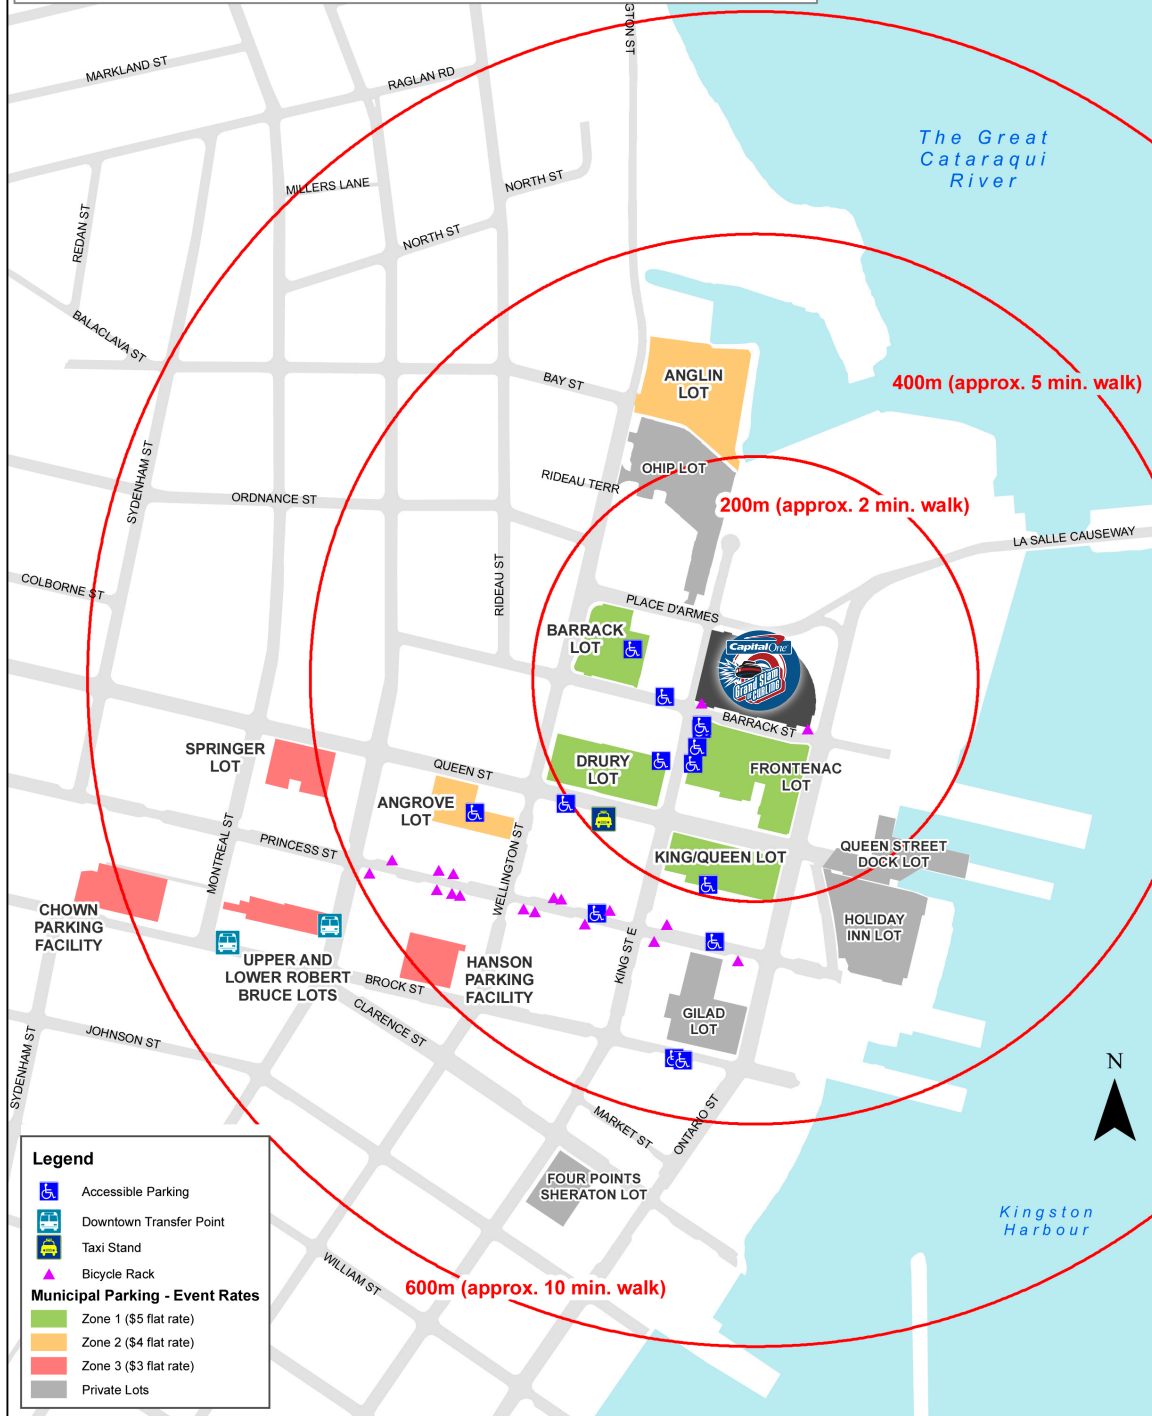 GTON ST
MARKLAND ST
RAGLAN RD
The Great
Cataraqui
River
MILLERS LANE
NORTH ST
REDAN ST
NORTH ST
BALACLAVA ST
BAY ST
ANGLIN
LOT
400m (approx. 5 min. walk)
SYDENHAM ST
OHIP LOT
RIDEAU TERR
ORDNANCE ST
200m (approx. 2 min. walk)
LA SALLE CAUSEWAY
COLBORNE ST
RIDEAU ST
PLACE D'ARMES
BARRACK
LOT
CapitalOne
Grand Slam
of CURLING
BARRACK ST
SPRINGER
LOT
QUEEN ST
DRURY
LOT
FRONTENAC
LOT
ANGROVE
LOT
MONTREAL ST
PRINCESS ST
WELLINGTON ST
KING/QUEEN LOT
QUEEN STREET
DOCK LOT
CHOWN
PARKING
FACILITY
HOLIDAY
INN LOT
KING ST E
UPPER AND
LOWER ROBERT
BRUCE LOTS
HANSON
PARKING
FACILITY
BROCK ST
CLARENCE ST
GILAD
LOT
JOHNSON ST
SYDENHAM ST
N
MARKET ST
ONTARIO ST
FOUR POINTS
SHERATON LOT
Kingston
Harbour
WILLIAM ST
600m (approx. 10 min. walk)
Legend
Accessible Parking
Downtown Transfer Point
Taxi Stand
Bicycle Rack
Municipal Parking - Event Rates
Zone 1 ($5 flat rate)
Zone 2 ($4 flat rate)
Zone 3 ($3 flat rate)
Private Lots